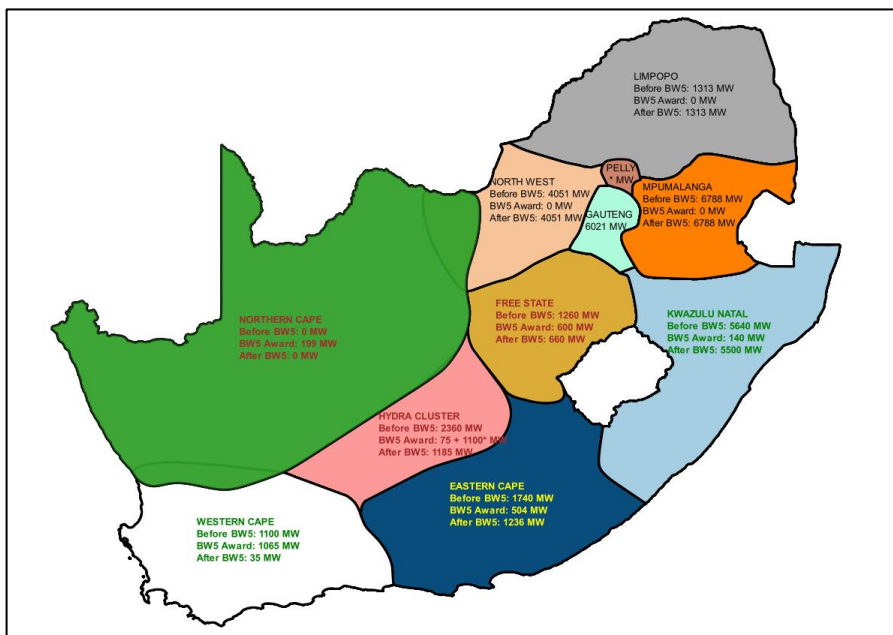 LIMPOPO
Before BW5: 1313 MW
BW5 Award: 0 MW
After BW5: 1313 MW
PELLY
* MW
NORTH WEST
Before BW5: 4051 MW
BW5 Award: 0 MW
After BW5: 4051 MW
MPUMALANGA
Before BW5: 6788 MW
BW5 Award: 0 MW
After BW5: 6788 MW
GAUTENG
6021 MW
NORTHERN CAPE
Before BW5: 0 MW
BW5 Award: 199 MW
After BW5: 0 MW
FREE STATE
Before BW5: 1260 MW
BW5 Award: 600 MW
After BW5: 660 MW
KWAZULU NATAL
Before BW5: 5640 MW
BW5 Award: 140 MW
After BW5: 5500 MW
HYDRA CLUSTER
Before BW5: 2360 MW
BW5 Award: 75 + 1100* MW
After BW5: 1185 MW
EASTERN CAPE
Before BW5: 1740 MW
BW5 Award: 504 MW
After BW5: 1236 MW
WESTERN CAPE
Before BW5: 1100 MW
BW5 Award: 1065 MW
After BW5: 35 MW